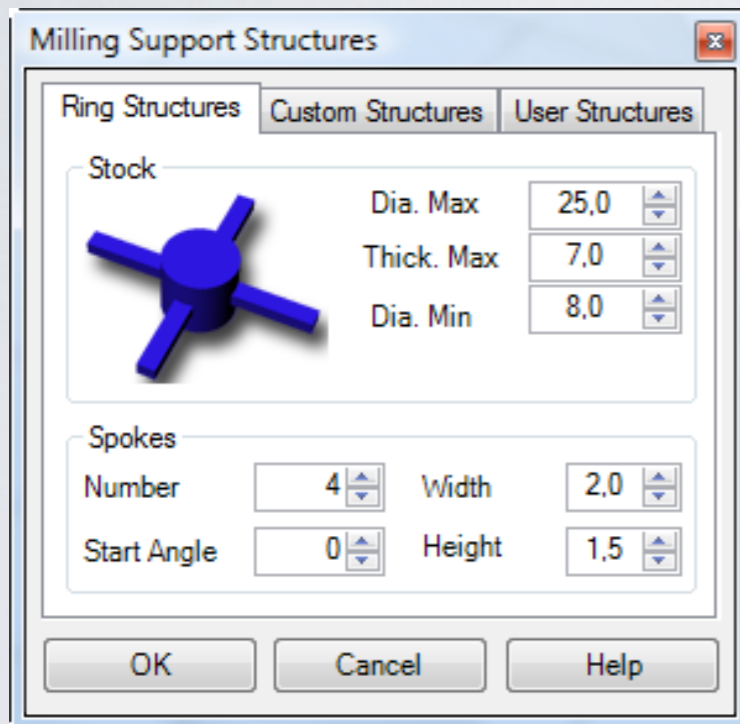 Milling Support Structures
Ring Structures Custom Structures User Structures
Stock
Dia. Max 25,0
Thick. Max 7,0
Dia. Min 8,0
Spokes
Number 4 Width 2,0
Start Angle 0 Height 1,5
OK Cancel Help